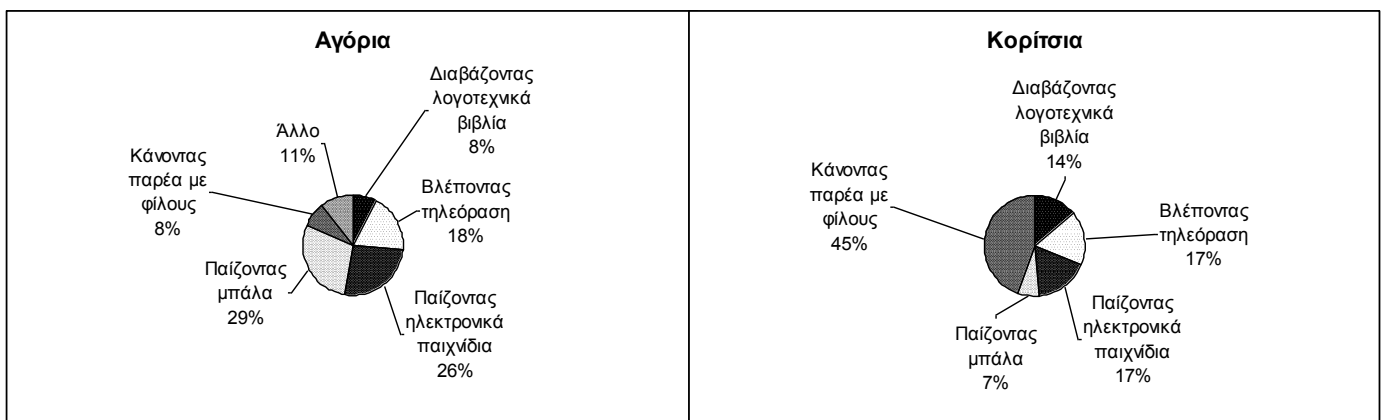 Αγόρια
Διαβάζοντας
λογοτεχνικά
βιβλία
8%
Βλέποντας
τηλεόραση
18%
Παίζοντας
ηλεκτρονικά
παιχνίδια
26%
Παίζοντας
μπάλα
29%
Κάνοντας
παρέα με
φίλους
8%
Άλλο
11%
Κορίτσια
Διαβάζοντας
λογοτεχνικά
βιβλία
14%
Βλέποντας
τηλεόραση
17%
Παίζοντας
ηλεκτρονικά
παιχνίδια
17%
Παίζοντας
μπάλα
7%
Κάνοντας
παρέα με
φίλους
45%